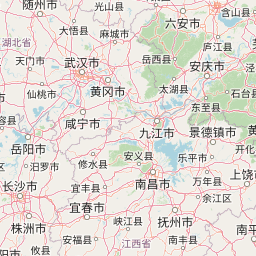 随州市
六安市
含山县
大悟县
麻城市
湖北省
庐江县
岳西县
天门市
武汉市
安庆市
太湖县
仙桃市
黄冈市
石台县
东至县
咸宁市
九江市
景德镇市
岳阳市
开化
安义县
乐平市
汨罗市
修水县
上饶市
万年县
长沙市
宜丰县
南昌市
余江区
宜春市
抚州市
株洲市
峡江县
安福县
南丰县
江西省
阳市